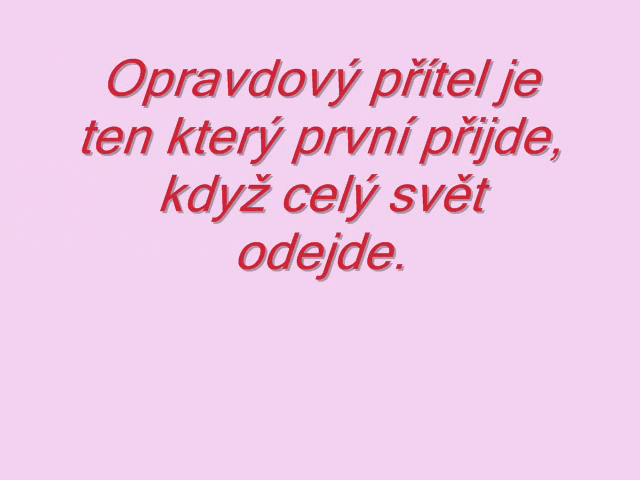 Opravdový přítel je
ten který první přijde,
když celý svět
odejde.